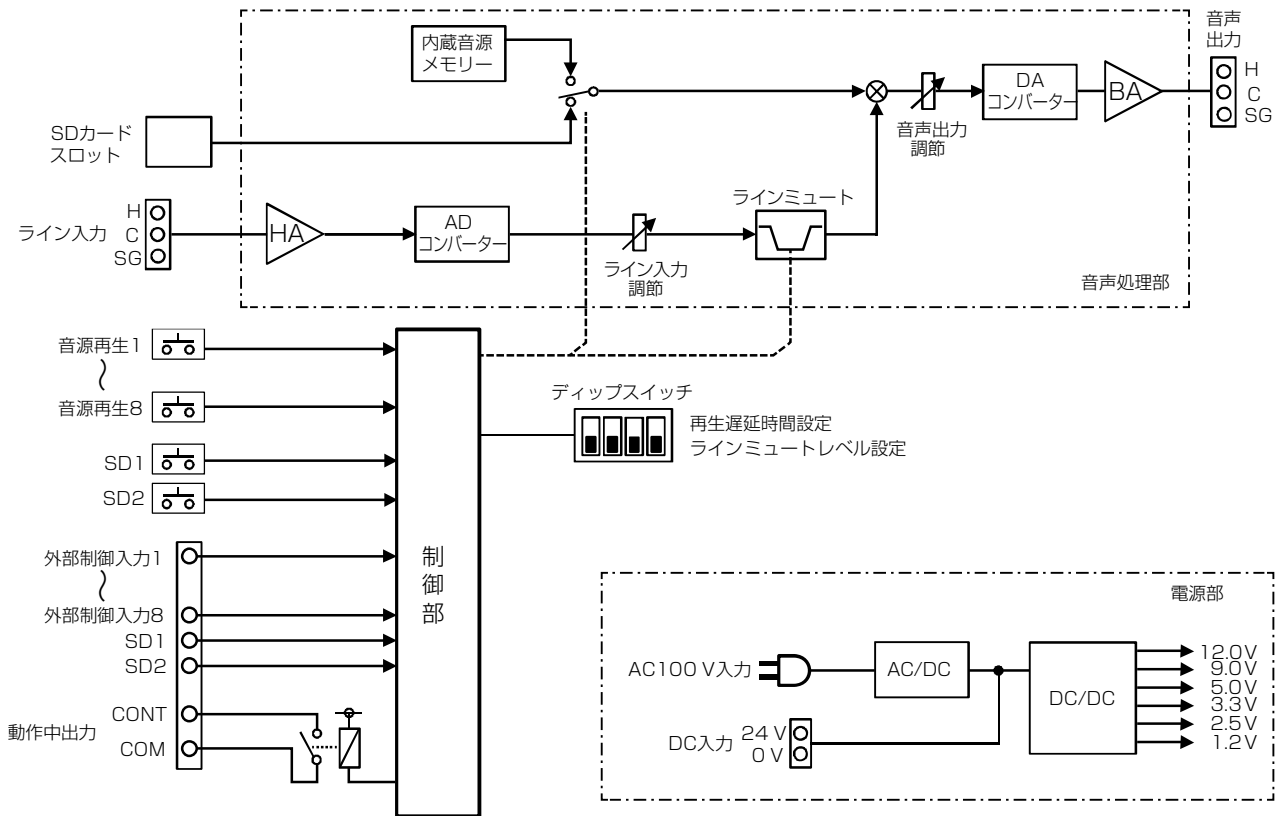 内蔵音源
メモリー
SDカード
スロット
ライン入力
H
C
SG
HA
AD
コンバーター
ライン入力
調節
ラインミュート
音声出力
調節
DA
コンバーター
BA
音声
出力
H
C
SG
音声処理部
音源再生1
音源再生8
SD1
SD2
外部制御入力1
外部制御入力8
SD1
SD2
動作中出力
CONT
COM
制
御
部
ディップスイッチ
再生遅延時間設定
ラインミュートレベル設定
電源部
AC100 V入力
AC/DC
DC入力
24 V
0 V
DC/DC
12.0 V
9.0 V
5.0 V
3.3 V
2.5 V
1.2 V